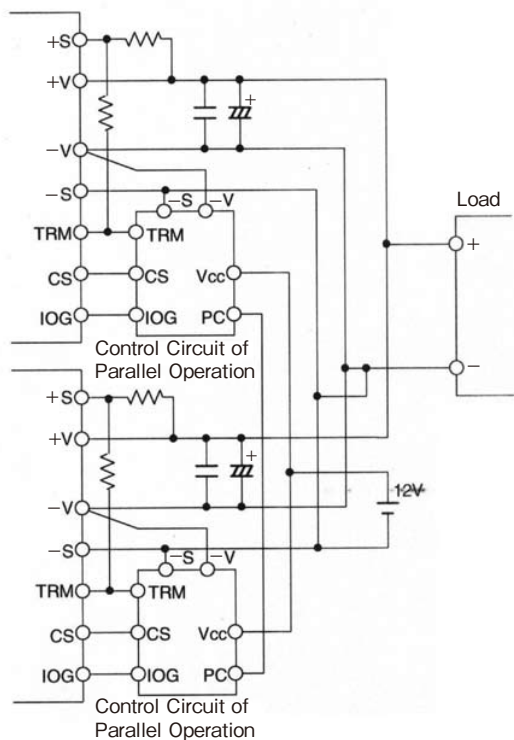 +S
+V
+
−V
−S
−S
−V
Load
TRM
TRM
+
CS
CS
Vcc
IOG
IOG
PC
Control Circuit of
Parallel Operation
−
+S
+V
+
12V
−V
−S
−S
−V
TRM
TRM
CS
CS
Vcc
IOG
IOG
PC
Control Circuit of
Parallel Operation